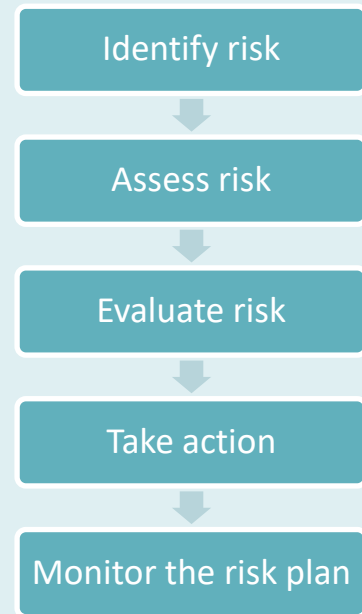 Identify risk
Assess risk
Evaluate risk
Take action
Monitor the risk plan